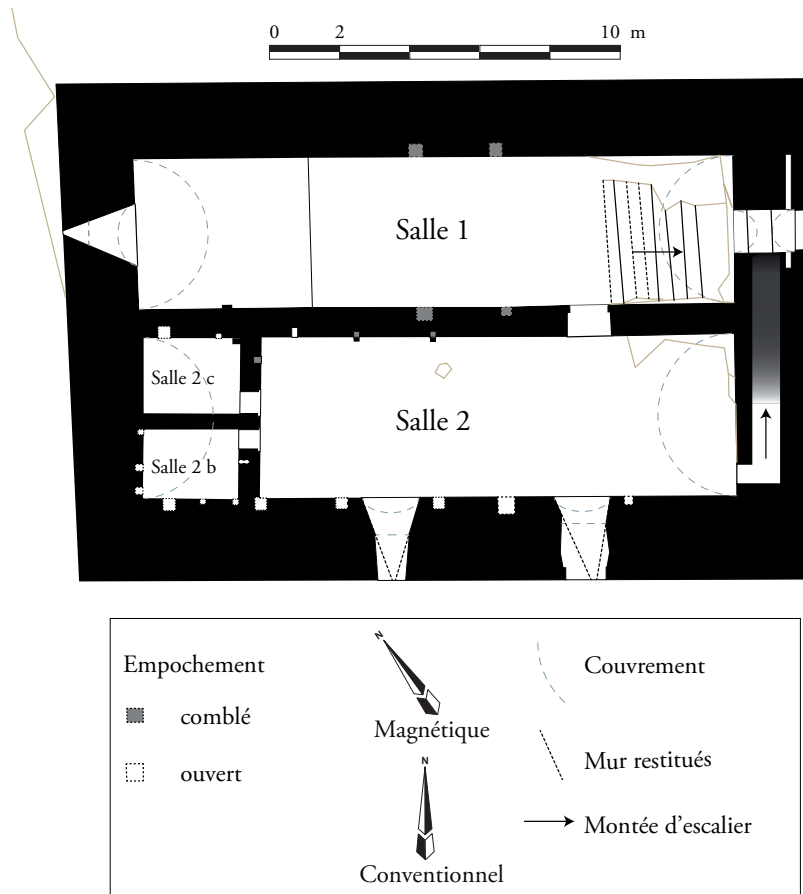 0 2 10 m
Salle 1
Salle 2 c
Salle 2
Salle 2 b
Empochement
comblé
ouvert
N
Magnétique
N
Conventionnel
Couvrement
Mur restitués
Montée d'escalier